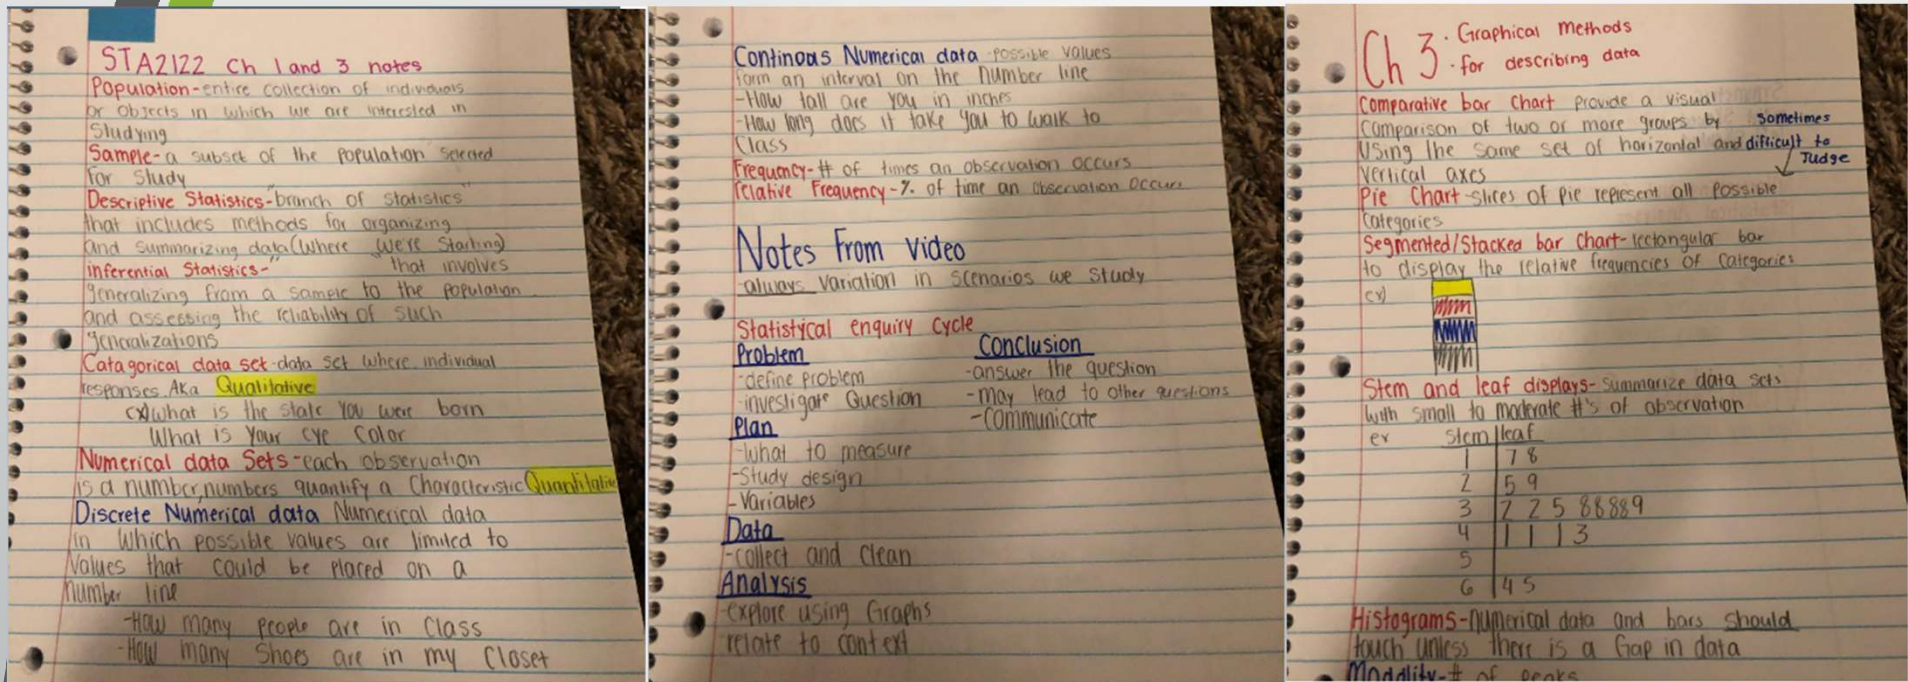 STA2122 Ch 1 and 3 notes
Population-entire collection of individuals
or objects in which we are interested in
Studying
Sample-a subset of the population selected
for study
Descriptive Statistics-"branch of statistics"
that includes methods for organizing
and summarizing data(Where we're Starting)
inferential Statistics-" " that involves
generalizing from a sample to the population
and assessing the reliability of such
generalizations
Catagorical data set-data set where individual
responses. AKa Qualitative
ex)What is the state you were born
What is Your eye Color
Numerical data Sets-each observation
is a number, numbers quantify a Characteristic Quantitative
Discrete Numerical data Numerical data
in which possible values are limited to
values that could be placed on a
number line
-How many people are in Class
-How many Shoes are in my Closet
Continous Numerical data -possible values
form an interval on the Number line
-How tall are you in inches
-How long does it take you to walk to
Class
Frequency-# of times an observation occurs
relative Frequency-% of time an observation occurs
Notes From Video
-always variation in scenarios we study
Statistycal enquiry Cycle
Problem
-define problem
-investigate Question
Plan
-What to measure
-Study design
-Variables
Data
-collect and clean
Analysis
-explore using Graphs
relate to context
Conclusion
-answer the question
-may lead to other questions
-Communicate
Ch 3 · Graphical methods
· for describing data
Comparative bar Chart provide a visual
Comparison of two or more groups by
Using the same set of horizontal and
vertical axes
sometimes
difficult to
Judge
Pie Chart-slices of pie represent all possible
Categories
Segmented/Stacked bar Chart-rectangular bar
to display the relative frequencies of Categories
ex)
Stem and leaf displays-summarize data sets
with small to moderate #'s of observation
ex Stem | leaf
1 | 7 8
2 | 5 9
3 | 2 2 5 8 8 8 8 9
4 | 1 1 1 3
5 |
6 | 4 5
Histograms-numerical data and bars should
touch unless there is a Gap in data
Modality-# of peaks